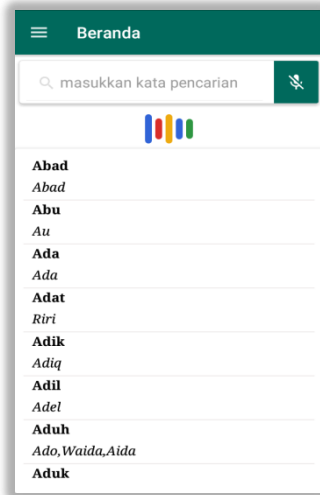 Beranda
masukkan kata pencarian
Abad
Abad
Abu
Au
Ada
Ada
Adat
Riri
Adik
Adiq
Adil
Adel
Aduh
Ado,Waida,Aida
Aduk